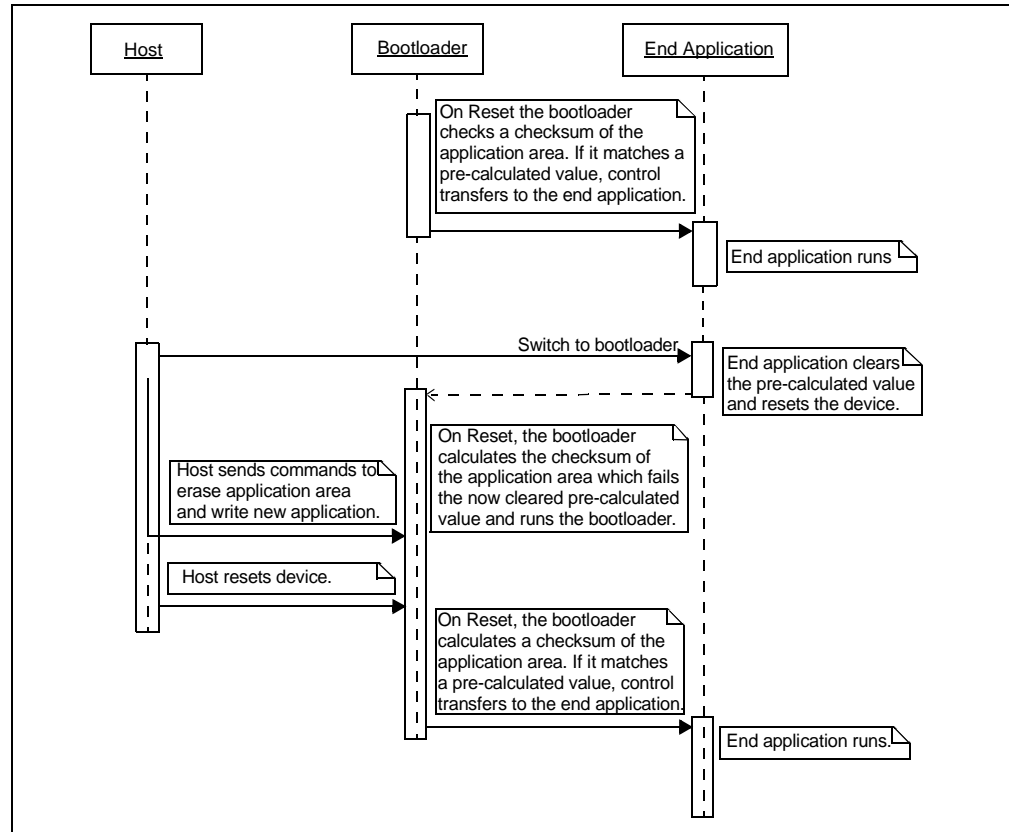 Host
Bootloader
End Application
On Reset the bootloader
checks a checksum of the
application area. If it matches a
pre-calculated value, control
transfers to the end application.
End application runs
Switch to bootloader
End application clears
the pre-calculated value
and resets the device.
On Reset, the bootloader
calculates the checksum
of the application area which fails
the now cleared pre-calculated
value and runs the bootloader.
Host sends commands to
erase application area
and write new application.
Host resets device.
On Reset, the bootloader
calculates a checksum of the
application area. If it matches
a pre-calculated value, control
transfers to the end application.
End application runs.